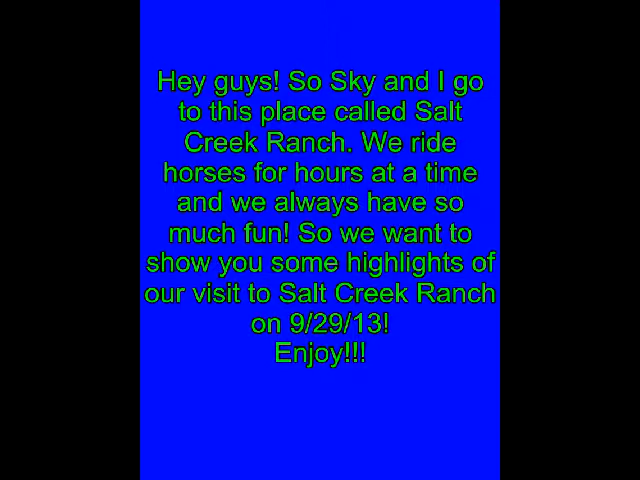 Hey guys! So Sky and I go
to this place called Salt
Creek Ranch. We ride
horses for hours at a time
and we always have so
much fun! So we want to
show you some highlights of
our visit to Salt Creek Ranch
on 9/29/13!
Enjoy!!!